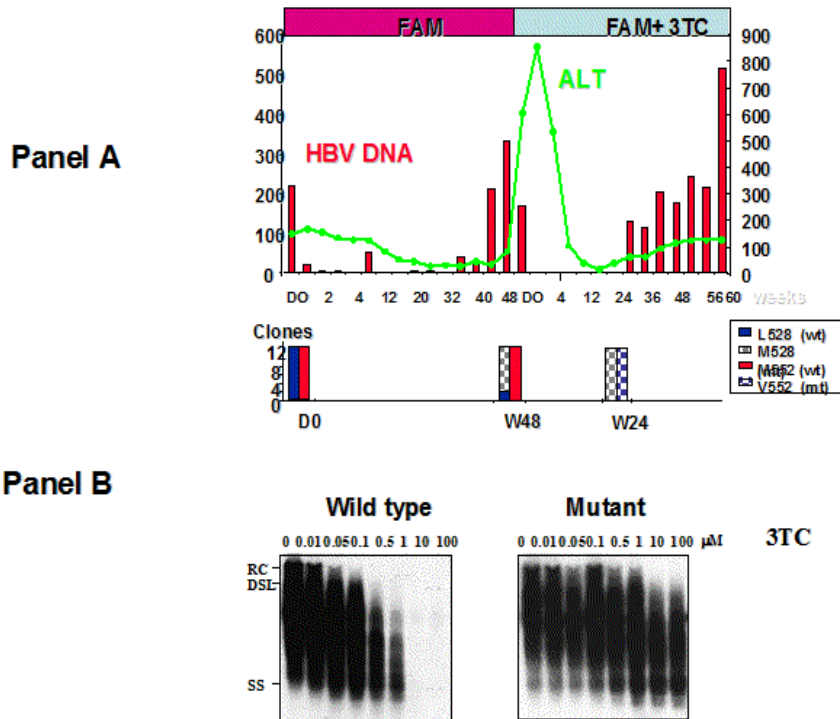 FAM FAM+ 3TC
Panel A
HBV DNA
ALT
600
500
400
300
200
100
0
900
800
700
600
500
400
300
200
100
0
DO 2 4 12 20 32 40 48 DO 4 12 24 36 48 56 60 weeks
Clones
12
8
4
0
D0 W48 W24
L528 (wt)
M528
(mt)
M552 (wt)
V552 (mt)
Panel B
Wild type Mutant
0 0.01 0.05 0.1 0.5 1 10 100 0 0.01 0.05 0.1 0.5 1 10 100 µM 3TC
RC
DSL
SS